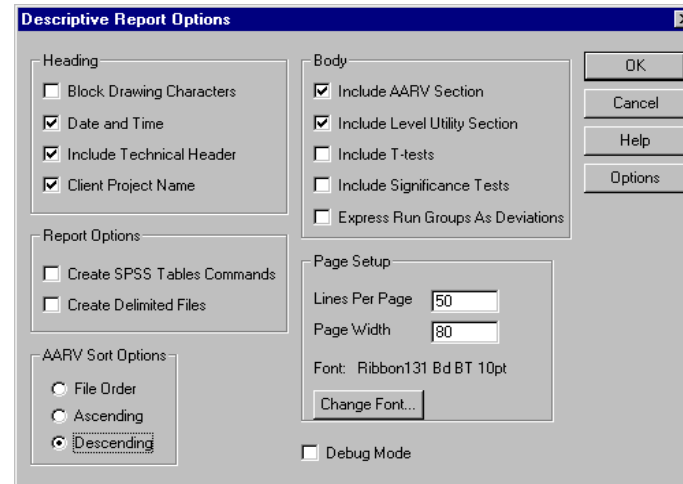 Descriptive Report Options
Heading
Block Drawing Characters
Date and Time
Include Technical Header
Client Project Name
Report Options
Create SPSS Tables Commands
Create Delimited Files
AARV Sort Options
File Order
Ascending
Descending
Body
Include AARV Section
Include Level Utility Section
Include T-tests
Include Significance Tests
Express Run Groups As Deviations
Page Setup
Lines Per Page 50
Page Width 80
Font: Ribbon131 Bd BT 10pt
Change Font...
Debug Mode
OK
Cancel
Help
Options